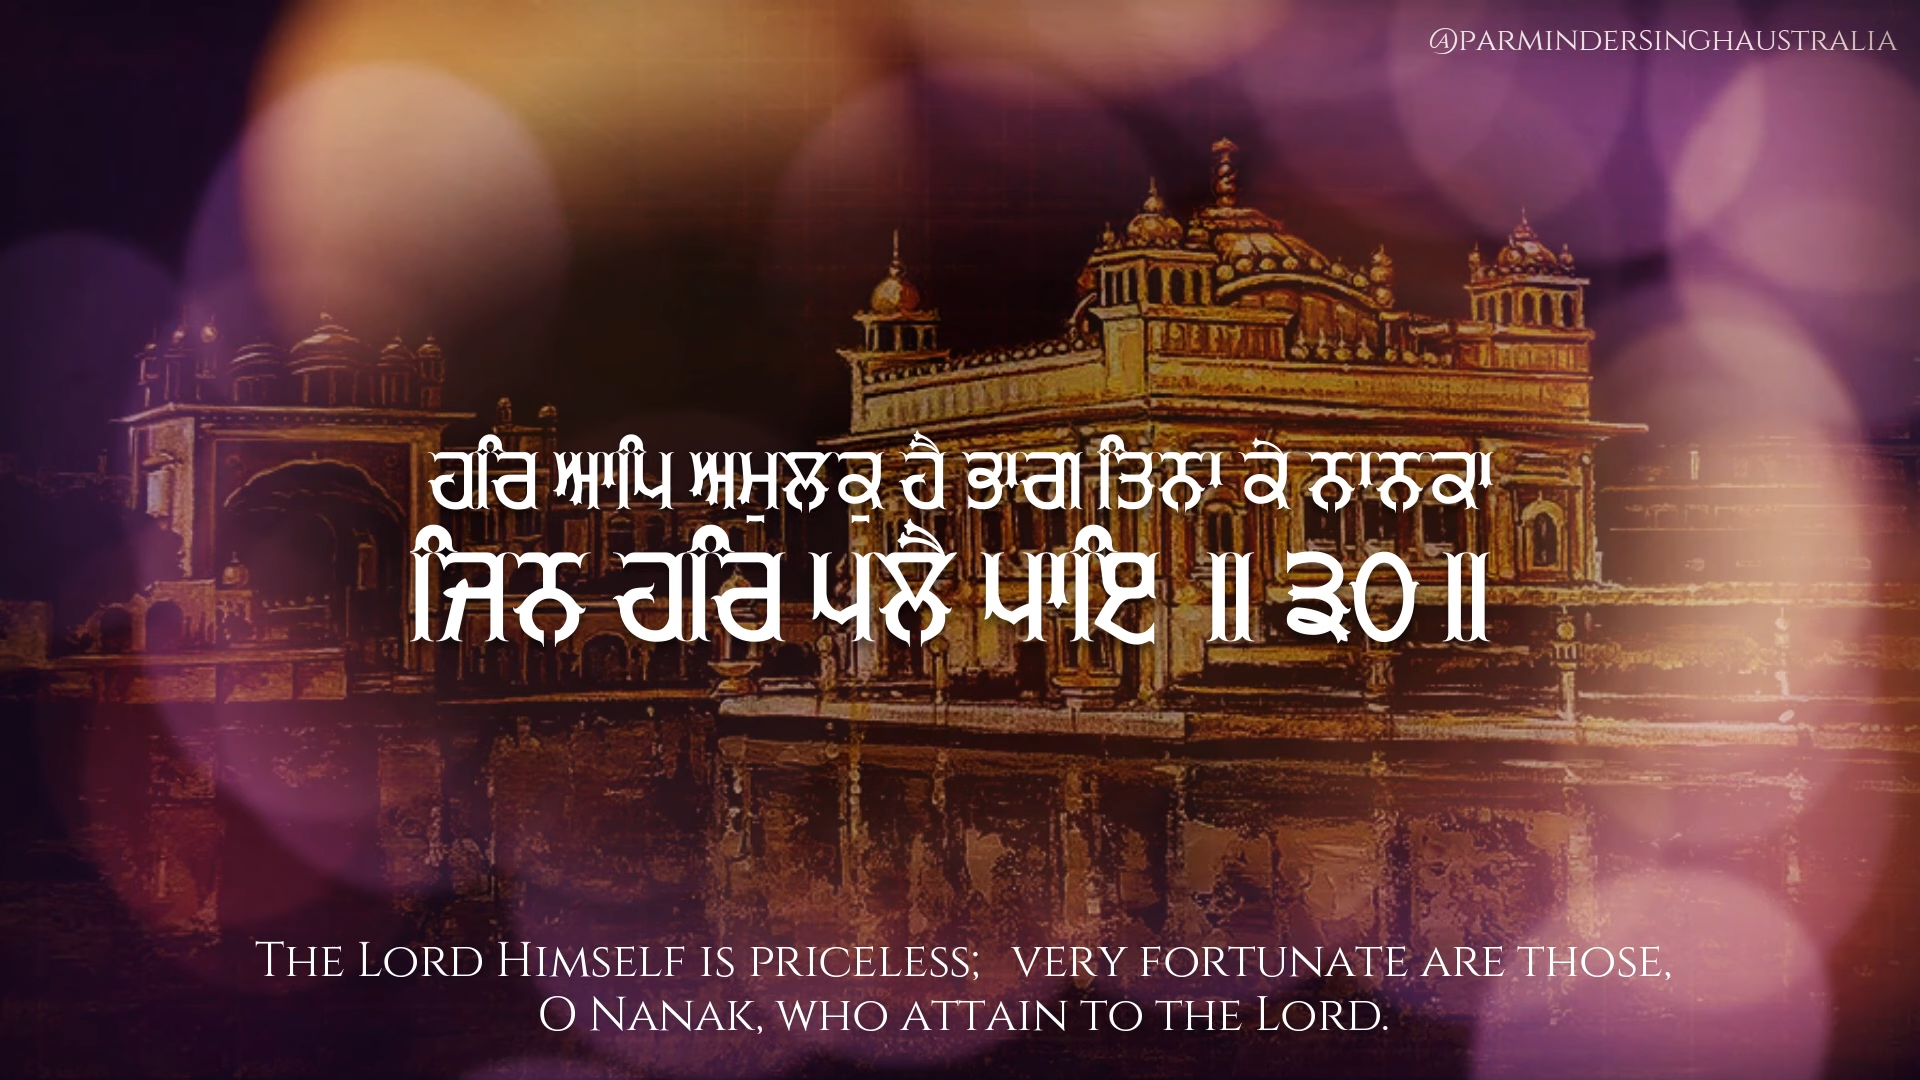 @PARMINDERSINGHAUSTRALIA
ਹਰਿ ਆਪਿ ਅਮੁਲਕੁ ਹੈ ਭਾਗ ਤਿਨਾ ਕੇ ਨਾਨਕਾ
ਜਿਨ ਹਰਿ ਪਲੈ ਪਾਇ ॥੩੦॥
The Lord Himself is priceless; very fortunate are those,
O Nanak, who attain to the Lord.